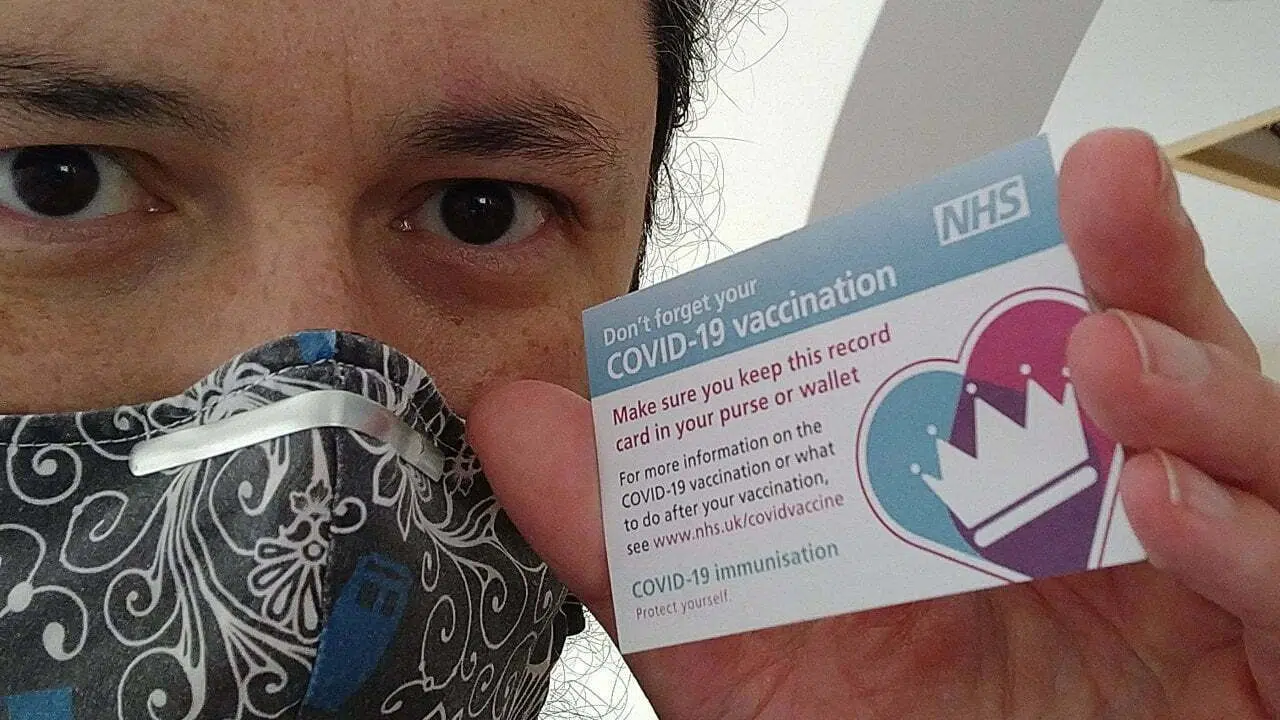 NHS
Don't forget your
COVID-19 vaccination
Make sure you keep this record
card in your purse or wallet
For more information on the
COVID-19 vaccination or what
to do after your vaccination,
see www.nhs.uk/covidvaccine
COVID-19 immunisation
Protect yourself.